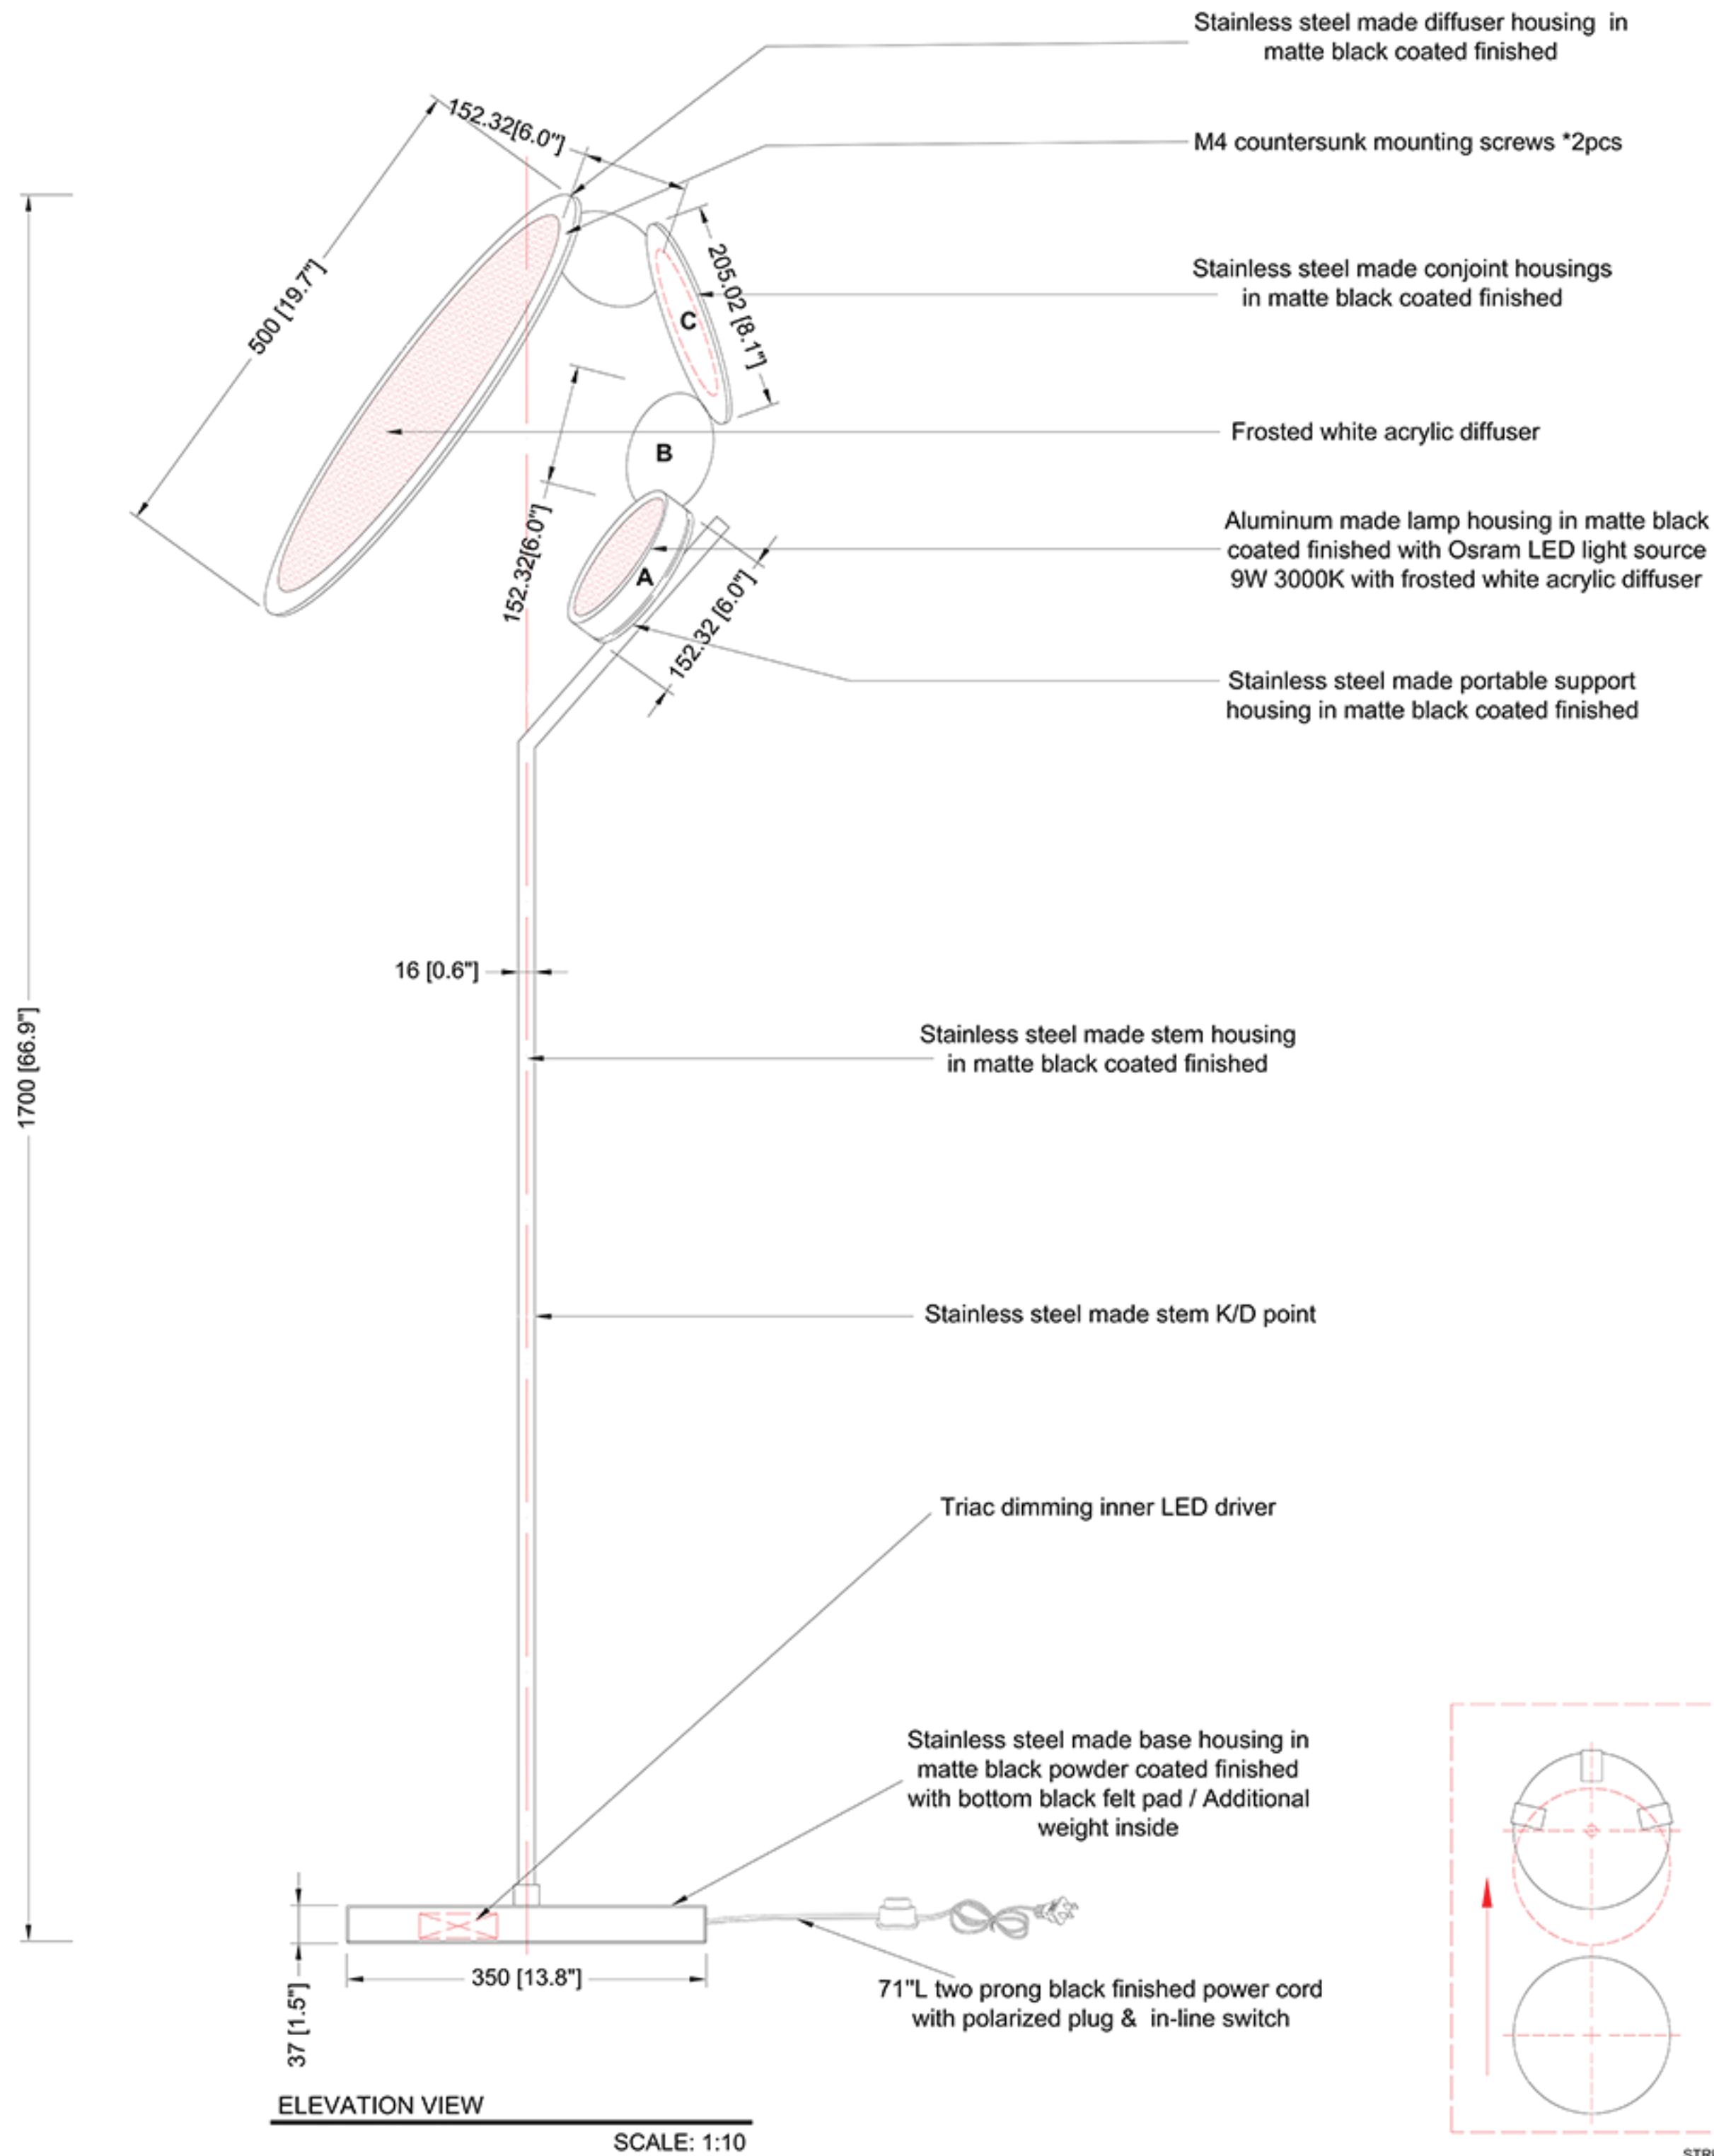 Stainless steel made diffuser housing in
matte black coated finished
152.32[6.0"]
M4 countersunk mounting screws *2pcs
500 [19.7"]
205.02 [8.1"]
Stainless steel made conjoint housings
in matte black coated finished
C
Frosted white acrylic diffuser
B
152.32[6.0"]
Aluminum made lamp housing in matte black
coated finished with Osram LED light source
9W 3000K with frosted white acrylic diffuser
A
152.32 [6.0"]
Stainless steel made portable support
housing in matte black coated finished
16 [0.6"]
1700 [66.9"]
Stainless steel made stem housing
in matte black coated finished
Stainless steel made stem K/D point
Triac dimming inner LED driver
Stainless steel made base housing in
matte black powder coated finished
with bottom black felt pad / Additional
weight inside
37 [1.5"]
350 [13.8"]
71"L two prong black finished power cord
with polarized plug & in-line switch
ELEVATION VIEW
SCALE: 1:10